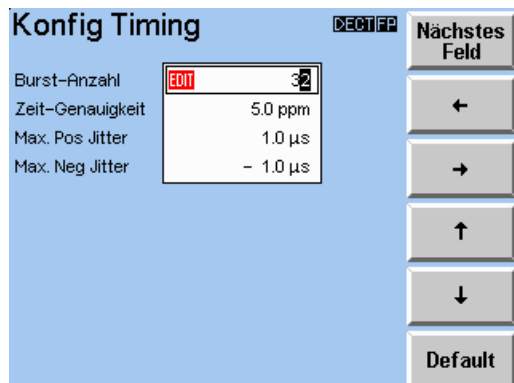 Konfig Timing
DECT FP
Burst-Anzahl EDIT 32
Zeit-Genauigkeit 5.0 ppm
Max. Pos Jitter 1.0 µs
Max. Neg Jitter - 1.0 µs
Nächstes
Feld
←
→
↑
↓
Default